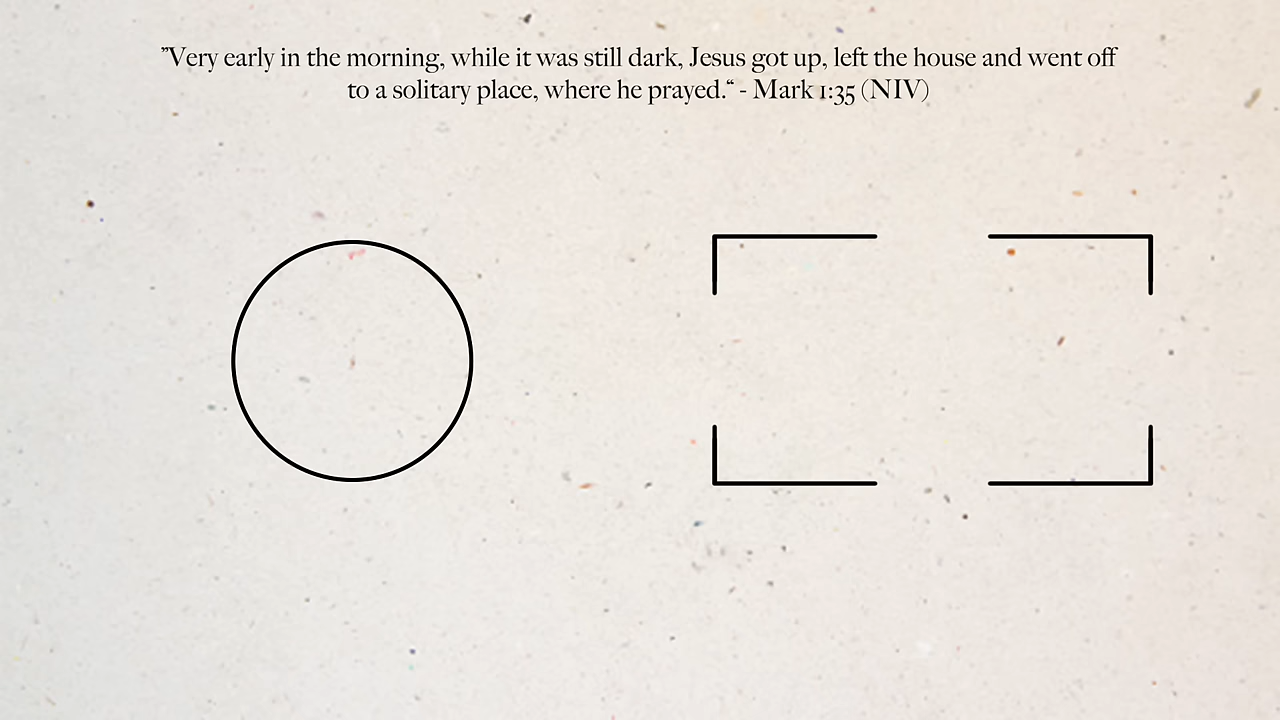 ”Very early in the morning, while it was still dark, Jesus got up, left the house and went off
to a solitary place, where he prayed.“ - Mark 1:35 (NIV)